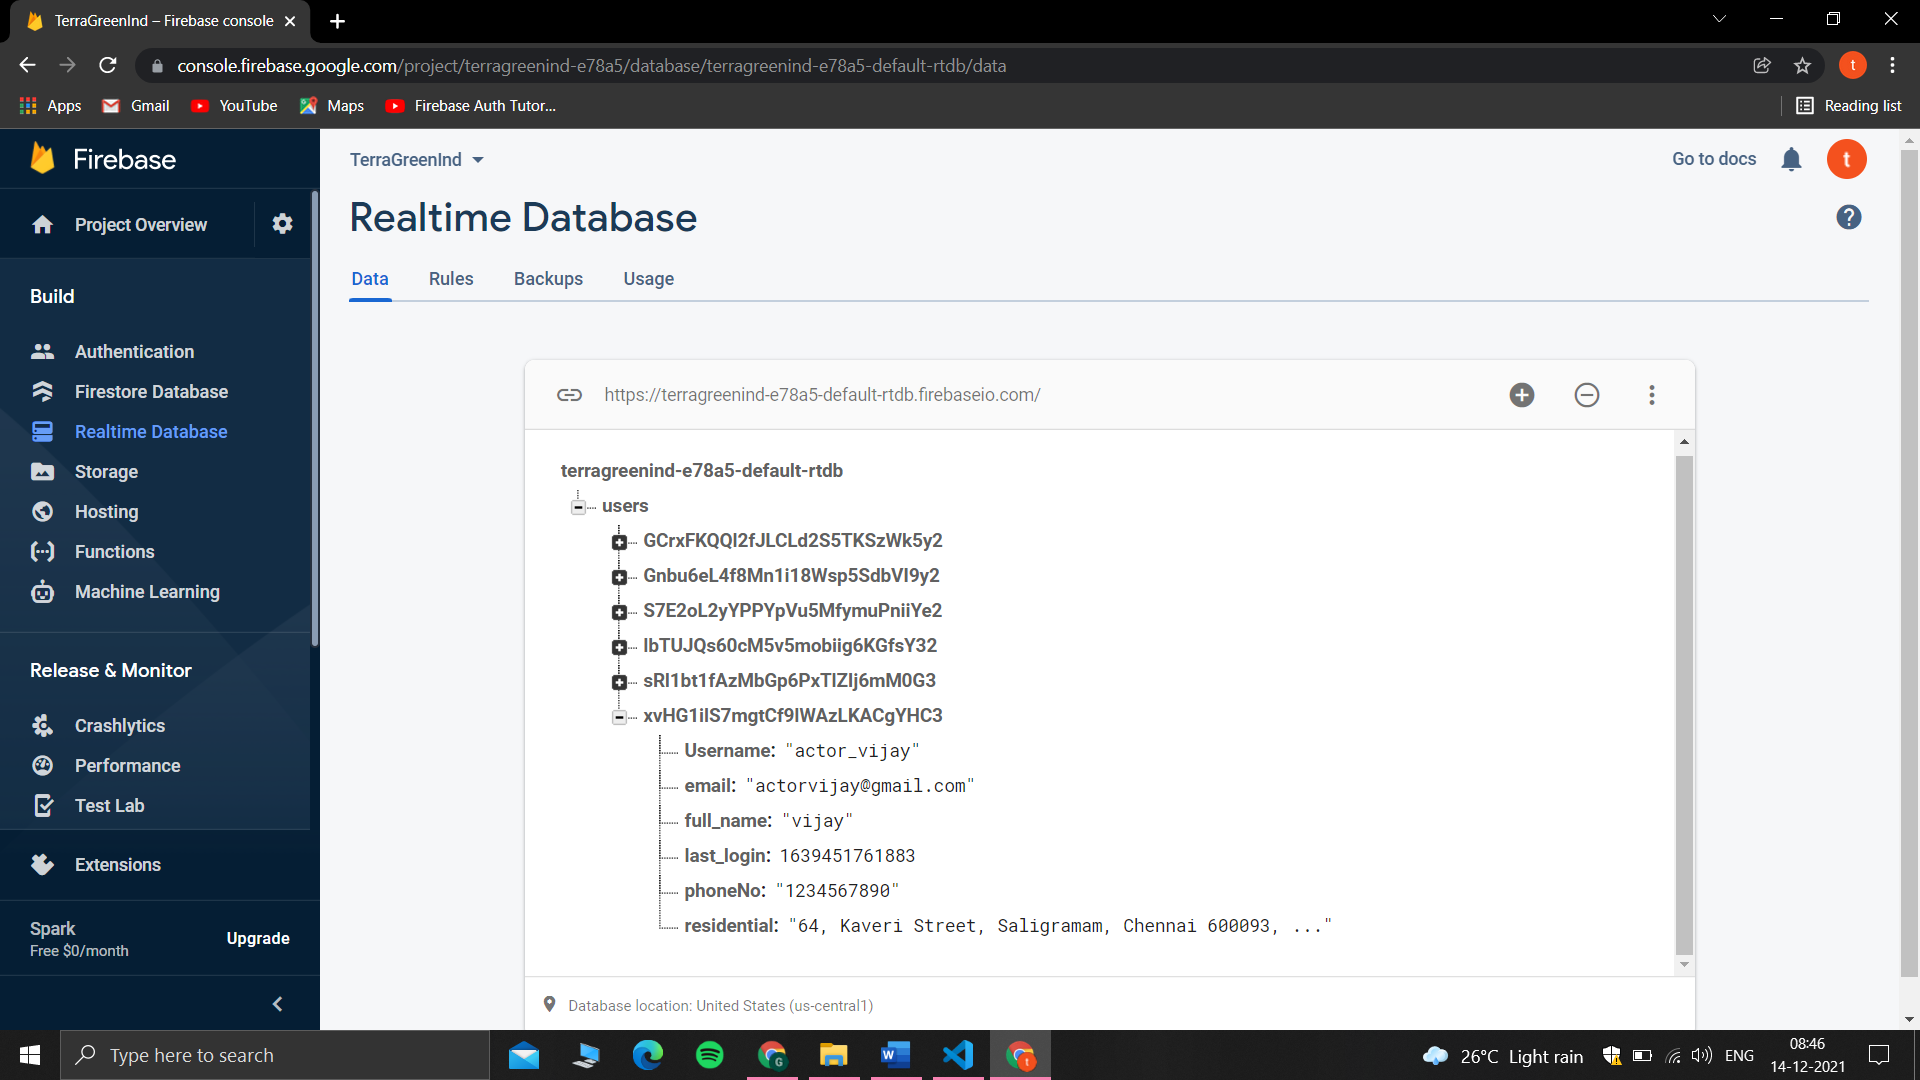 TerraGreenInd – Firebase console
console.firebase.google.com/project/terragreenind-e78a5/database/terragreenind-e78a5-default-rtdb/data
t
Apps Gmail YouTube Maps Firebase Auth Tutor... Reading list
Firebase
TerraGreenInd
Go to docs
t
Project Overview
Realtime Database
Data Rules Backups Usage
Build
Authentication
Firestore Database
Realtime Database
Storage
Hosting
Functions
Machine Learning
Release & Monitor
Crashlytics
Performance
Test Lab
Extensions
Spark
Free $0/month
Upgrade
https://terragreenind-e78a5-default-rtdb.firebaseio.com/
terragreenind-e78a5-default-rtdb
users
GCrxFKQQI2fJLCLd2S5TKSzWk5y2
Gnbu6eL4f8Mn1i18Wsp5SdbVI9y2
S7E2oL2yYPPYpVu5MfymuPniiYe2
lbTUJQs60cM5v5mobiig6KGfsY32
sRI1bt1fAzMbGp6PxTIZIj6mM0G3
xvHG1iIS7mgtCf9IWAzLKACgYHC3
Username: "actor_vijay"
email: "actorvijay@gmail.com"
full_name: "vijay"
last_login: 1639451761883
phoneNo: "1234567890"
residential: "64, Kaveri Street, Saligramam, Chennai 600093, ..."
Database location: United States (us-central1)
Type here to search
26°C Light rain
ENG
08:46
14-12-2021